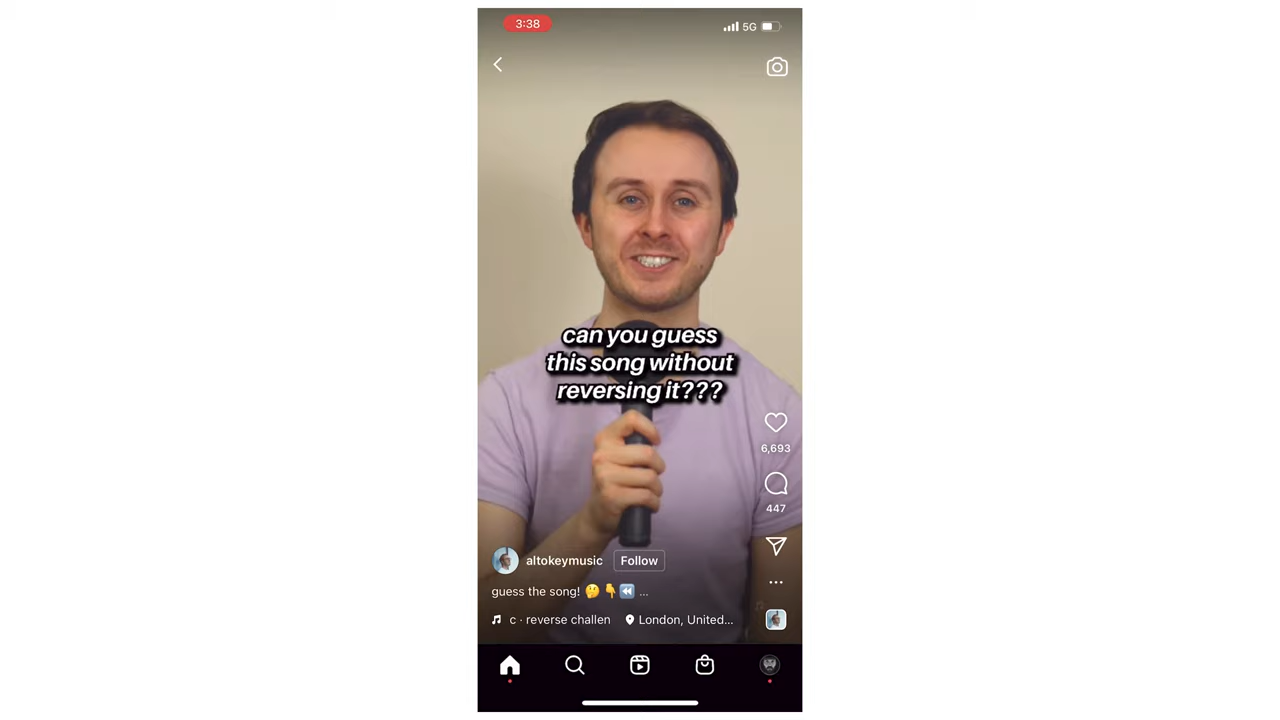 3:38
5G
can you guess
this song without
reversing it???
6,693
447
altokeymusic Follow
guess the song! 🤔👇⏪ ...
c · reverse challen London, United...